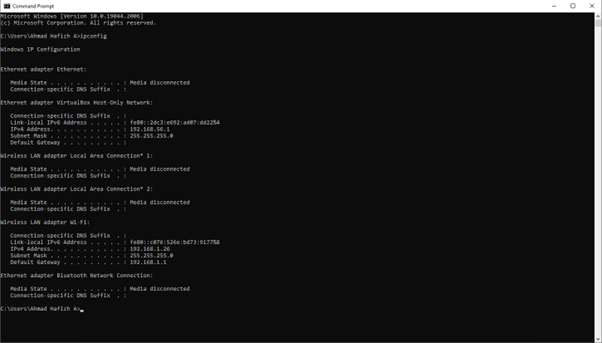 Command Prompt
Microsoft Windows [Version 10.0.19044.2006]
(c) Microsoft Corporation. All rights reserved.
C:\Users\Ahmad Hafizh A>ipconfig
Windows IP Configuration
Ethernet adapter Ethernet:
Media State . . . . . . . . . . . : Media disconnected
Connection-specific DNS Suffix  . :
Ethernet adapter VirtualBox Host-Only Network:
Connection-specific DNS Suffix  . :
Link-local IPv6 Address . . . . . : fe80::2dc3:e692:ad07:dd22%4
IPv4 Address. . . . . . . . . . . : 192.168.56.1
Subnet Mask . . . . . . . . . . . : 255.255.255.0
Default Gateway . . . . . . . . . :
Wireless LAN adapter Local Area Connection* 1:
Media State . . . . . . . . . . . : Media disconnected
Connection-specific DNS Suffix  . :
Wireless LAN adapter Local Area Connection* 2:
Media State . . . . . . . . . . . : Media disconnected
Connection-specific DNS Suffix  . :
Wireless LAN adapter Wi-Fi:
Connection-specific DNS Suffix  . :
Link-local IPv6 Address . . . . . : fe80::c076:526e:bd73:9177%8
IPv4 Address. . . . . . . . . . . : 192.168.1.26
Subnet Mask . . . . . . . . . . . : 255.255.255.0
Default Gateway . . . . . . . . . : 192.168.1.1
Ethernet adapter Bluetooth Network Connection:
Media State . . . . . . . . . . . : Media disconnected
Connection-specific DNS Suffix  . :
C:\Users\Ahmad Hafizh A>